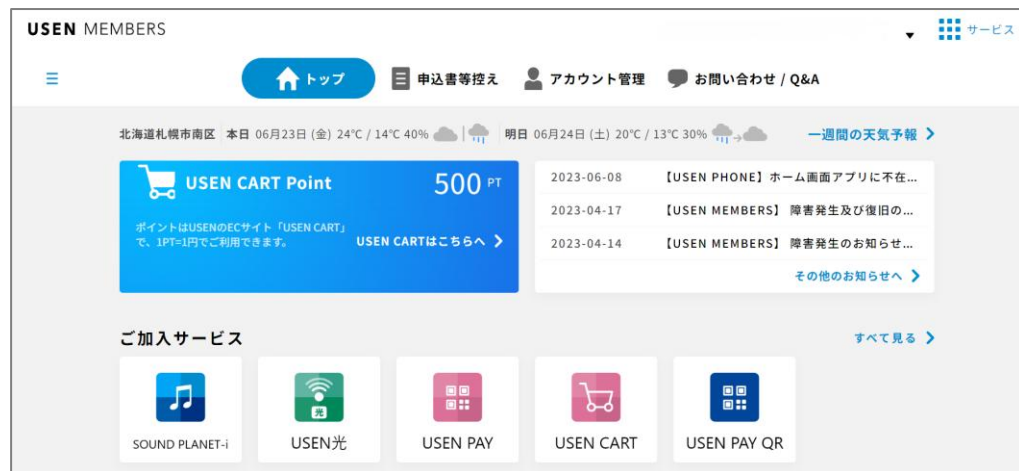 USEN MEMBERS
サービス
トップ 申込書等控え アカウント管理 お問い合わせ / Q&A
北海道札幌市南区 本日 06月23日 (金) 24℃ / 14℃ 40% 明日 06月24日 (土) 20℃ / 13℃ 30% 一週間の天気予報
USEN CART Point 500 PT
ポイントはUSENのECサイト「USEN CART」
で、1PT=1円でご利用できます。
USEN CARTはこちらへ
2023-06-08 【USEN PHONE】ホーム画面アプリに不在...
2023-04-17 【USEN MEMBERS】 障害発生及び復旧の...
2023-04-14 【USEN MEMBERS】 障害発生のお知らせ...
その他のお知らせへ
ご加入サービス すべて見る
光
SOUND PLANET-i USEN光 USEN PAY USEN CART USEN PAY QR